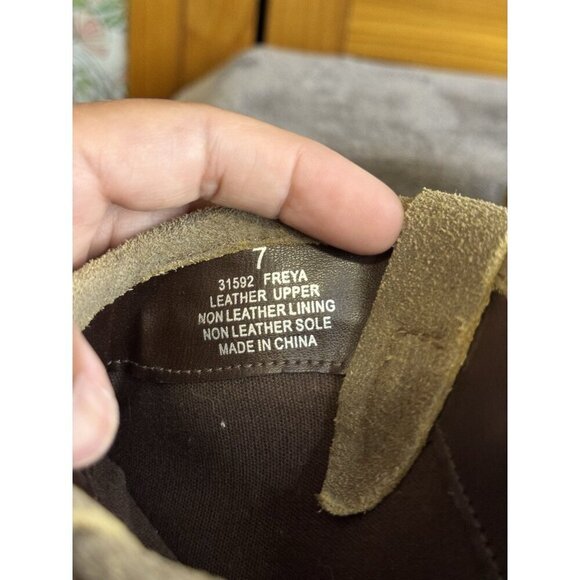 7
31592 FREYA
LEATHER UPPER
NON LEATHER LINING
NON LEATHER SOLE
MADE IN CHINA